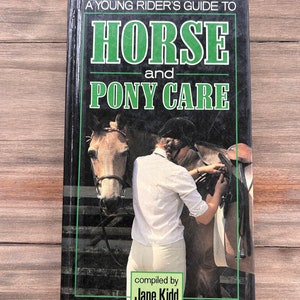 A YOUNG RIDER'S GUIDE TO
HORSE
and
PONY CARE
compiled by
Jane Kidd